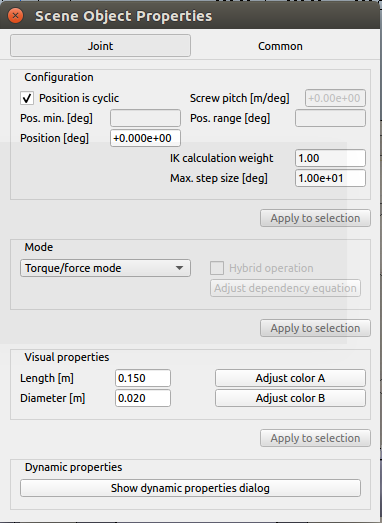 Scene Object Properties
Joint Common
Configuration
Position is cyclic Screw pitch [m/deg] +0.00e+00
Pos. min. [deg] Pos. range [deg]
Position [deg] +0.000e+00
IK calculation weight 1.00
Max. step size [deg] 1.00e+01
Apply to selection
Mode
Torque/force mode Hybrid operation
Adjust dependency equation
Apply to selection
Visual properties
Length [m] 0.150 Adjust color A
Diameter [m] 0.020 Adjust color B
Apply to selection
Dynamic properties
Show dynamic properties dialog